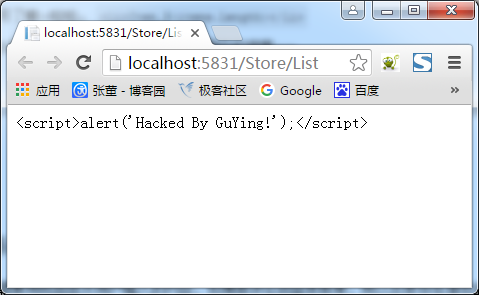 localhost:5831/Store/List
localhost:5831/Store/List
应用 张萤 - 博客园 极客社区 Google 百度 »
<script>alert('Hacked By GuYing!');</script>